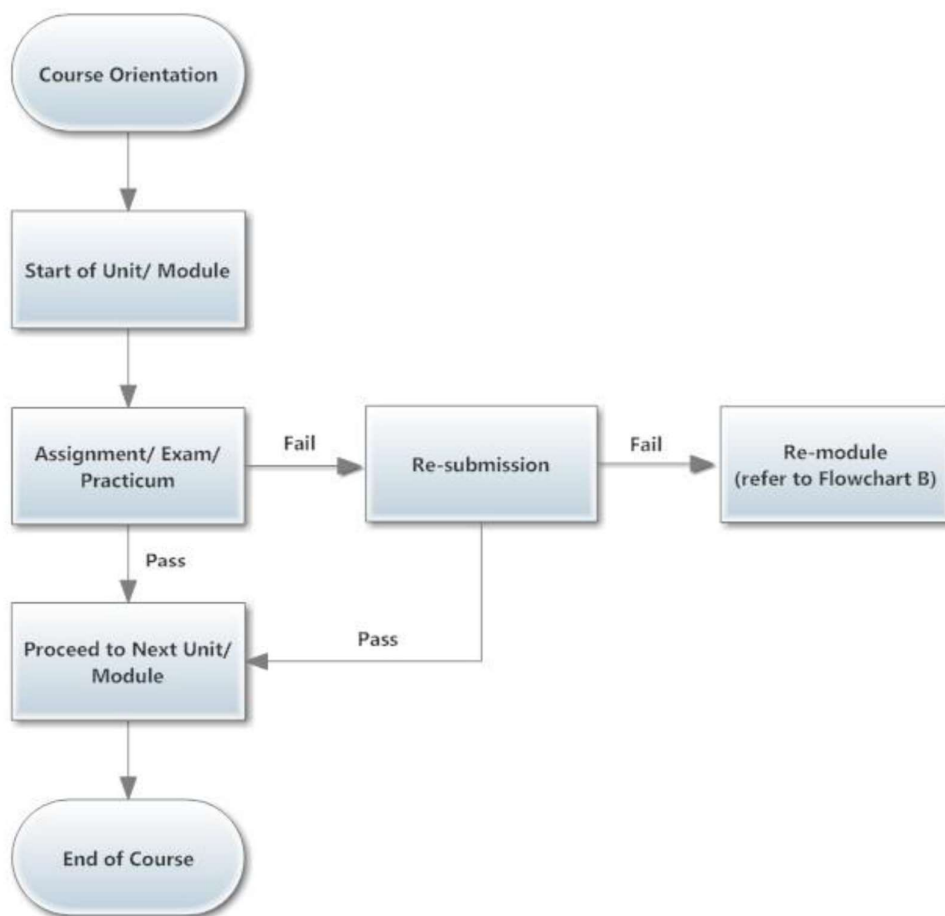 Course Orientation
Start of Unit/ Module
Assignment/ Exam/
Practicum
Fail
Re-submission
Fail
Re-module
(refer to Flowchart B)
Pass
Proceed to Next Unit/
Module
Pass
End of Course